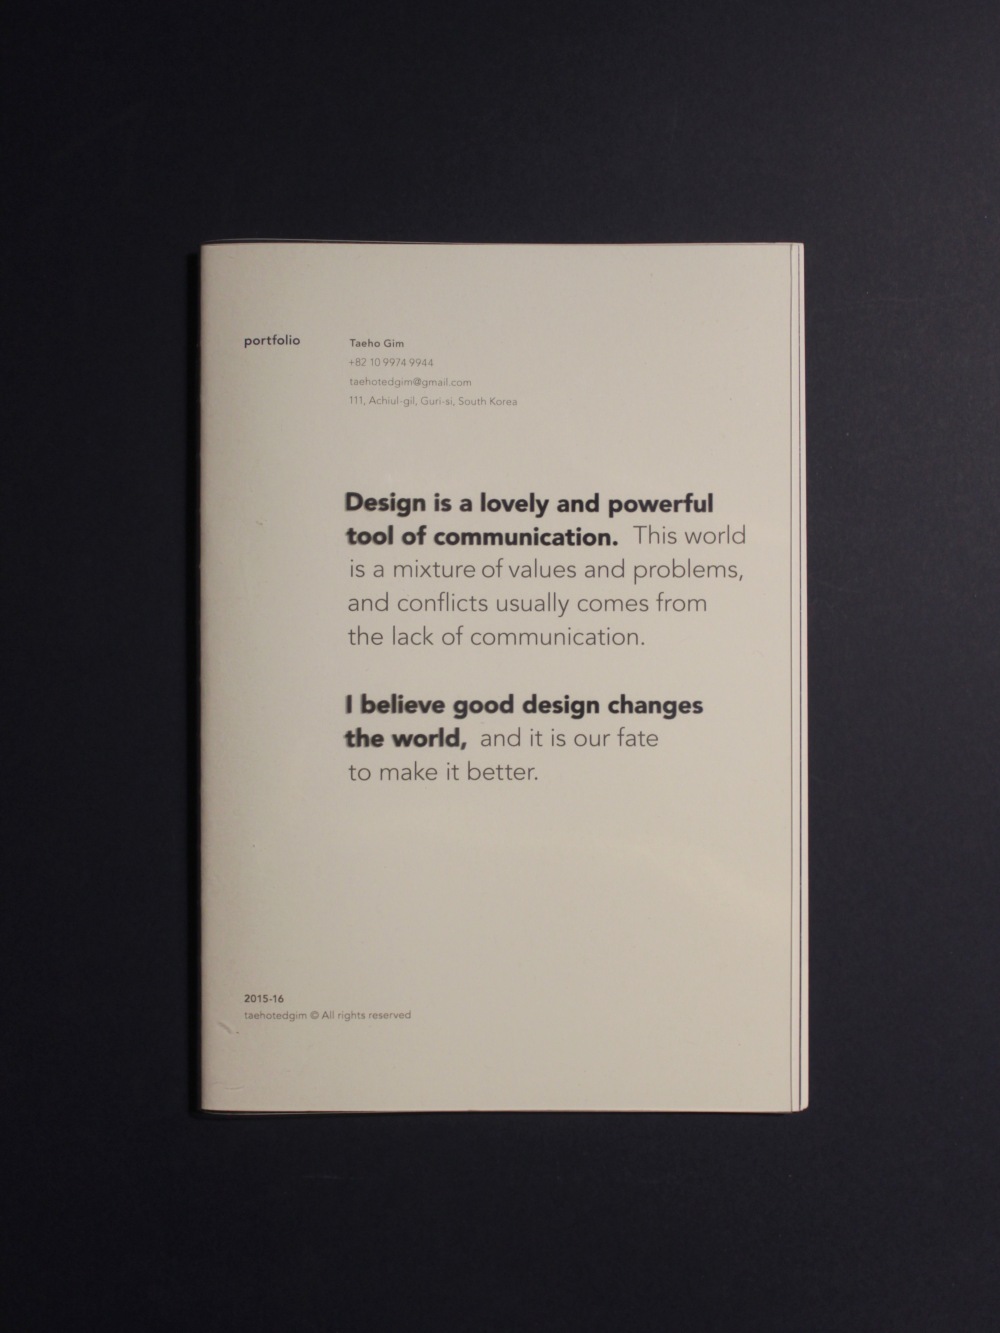 portfolio
Taeho Gim
+82 10 9974 9944
taehotedgim@gmail.com
111, Achiul-gil, Guri-si, South Korea
Design is a lovely and powerful
tool of communication. This world
is a mixture of values and problems,
and conflicts usually comes from
the lack of communication.
I believe good design changes
the world, and it is our fate
to make it better.
2015-16
taehotedgim © All rights reserved